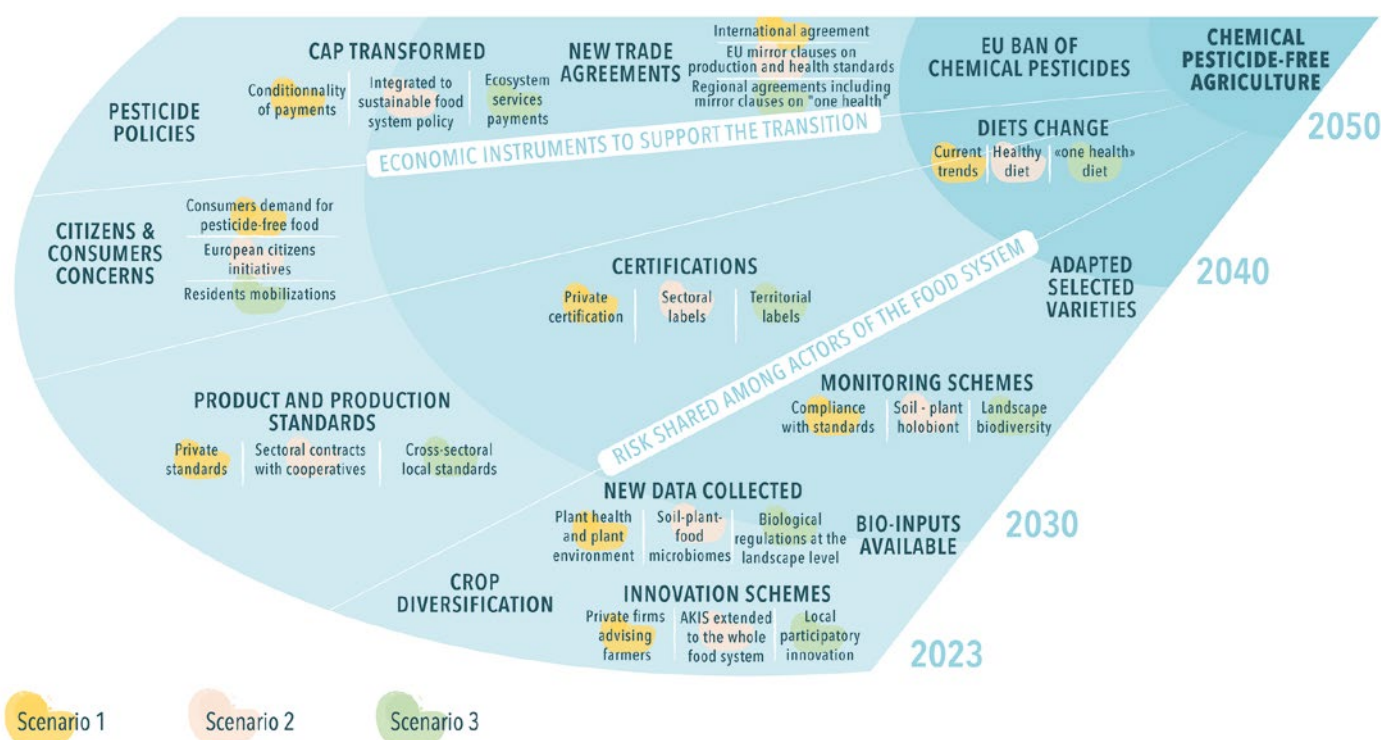 PESTICIDE
POLICIES
CAP TRANSFORMED
Conditionnality
of payments
Integrated to
sustainable food
system policy
Ecosystem
services
payments
NEW TRADE
AGREEMENTS
International agreement
EU mirror clauses on
production and health standards
Regional agreements including
mirror clauses on "one health"
EU BAN OF
CHEMICAL PESTICIDES
CHEMICAL
PESTICIDE-FREE
AGRICULTURE
2050
ECONOMIC INSTRUMENTS TO SUPPORT THE TRANSITION
DIETS CHANGE
Current
trends
Healthy
diet
«one health»
diet
CITIZENS &
CONSUMERS
CONCERNS
Consumers demand for
pesticide-free food
European citizens
initiatives
Residents mobilizations
CERTIFICATIONS
Private
certification
Sectoral
labels
Territorial
labels
ADAPTED
SELECTED
VARIETIES
2040
RISK SHARED AMONG ACTORS OF THE FOOD SYSTEM
PRODUCT AND PRODUCTION
STANDARDS
Private
standards
Sectoral contracts
with cooperatives
Cross-sectoral
local standards
MONITORING SCHEMES
Compliance
with standards
Soil - plant
holobiont
Landscape
biodiversity
NEW DATA COLLECTED
Plant health
and plant
environment
Soil-plant-
food
microbiomes
Biological
regulations at the
landscape level
BIO-INPUTS
AVAILABLE
2030
CROP
DIVERSIFICATION
INNOVATION SCHEMES
Private firms
advising
farmers
AKIS extended
to the whole
food system
Local
participatory
innovation
2023
Scenario 1
Scenario 2
Scenario 3